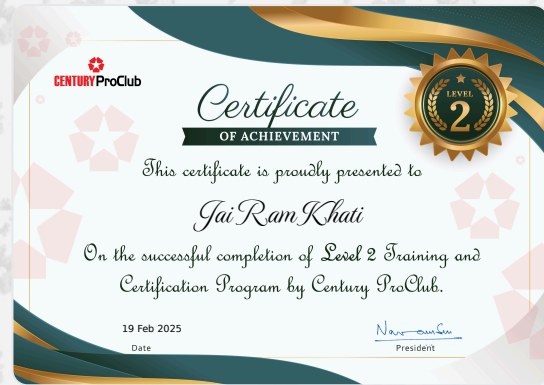 CENTURY ProClub
LEVEL
2
Certificate
OF ACHIEVEMENT
This certificate is proudly presented to
Jai Ram Khati
On the successful completion of Level 2 Training and
Certification Program by Century ProClub.
19 Feb 2025
Date
President